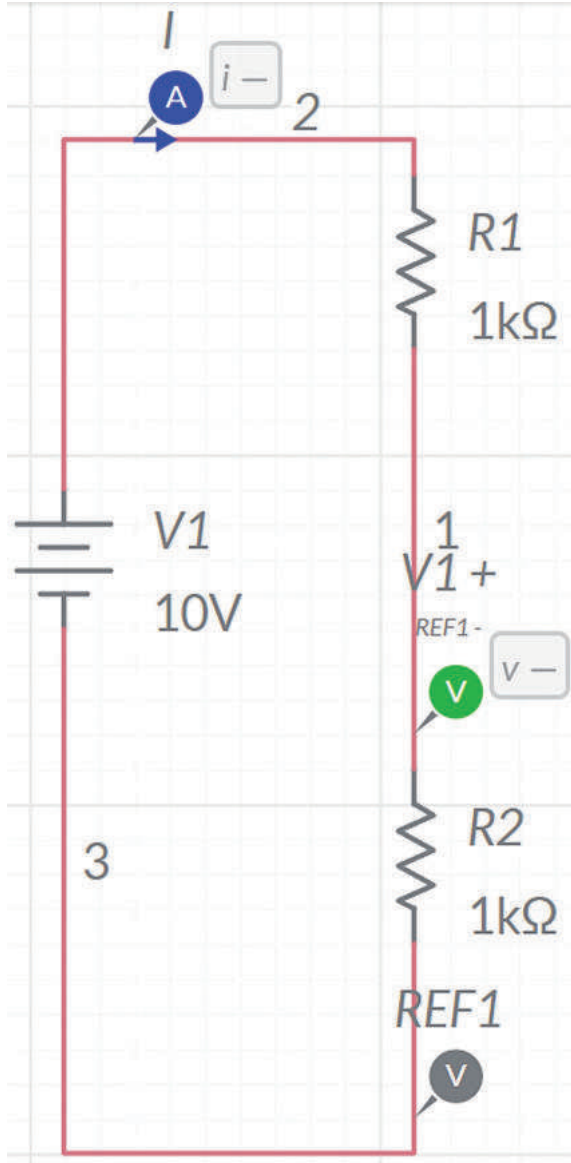 I
A
i —
2
R1
1kΩ
V1
10V
1
V1 +
REF1 -
V
v —
R2
1kΩ
3
REF1
V